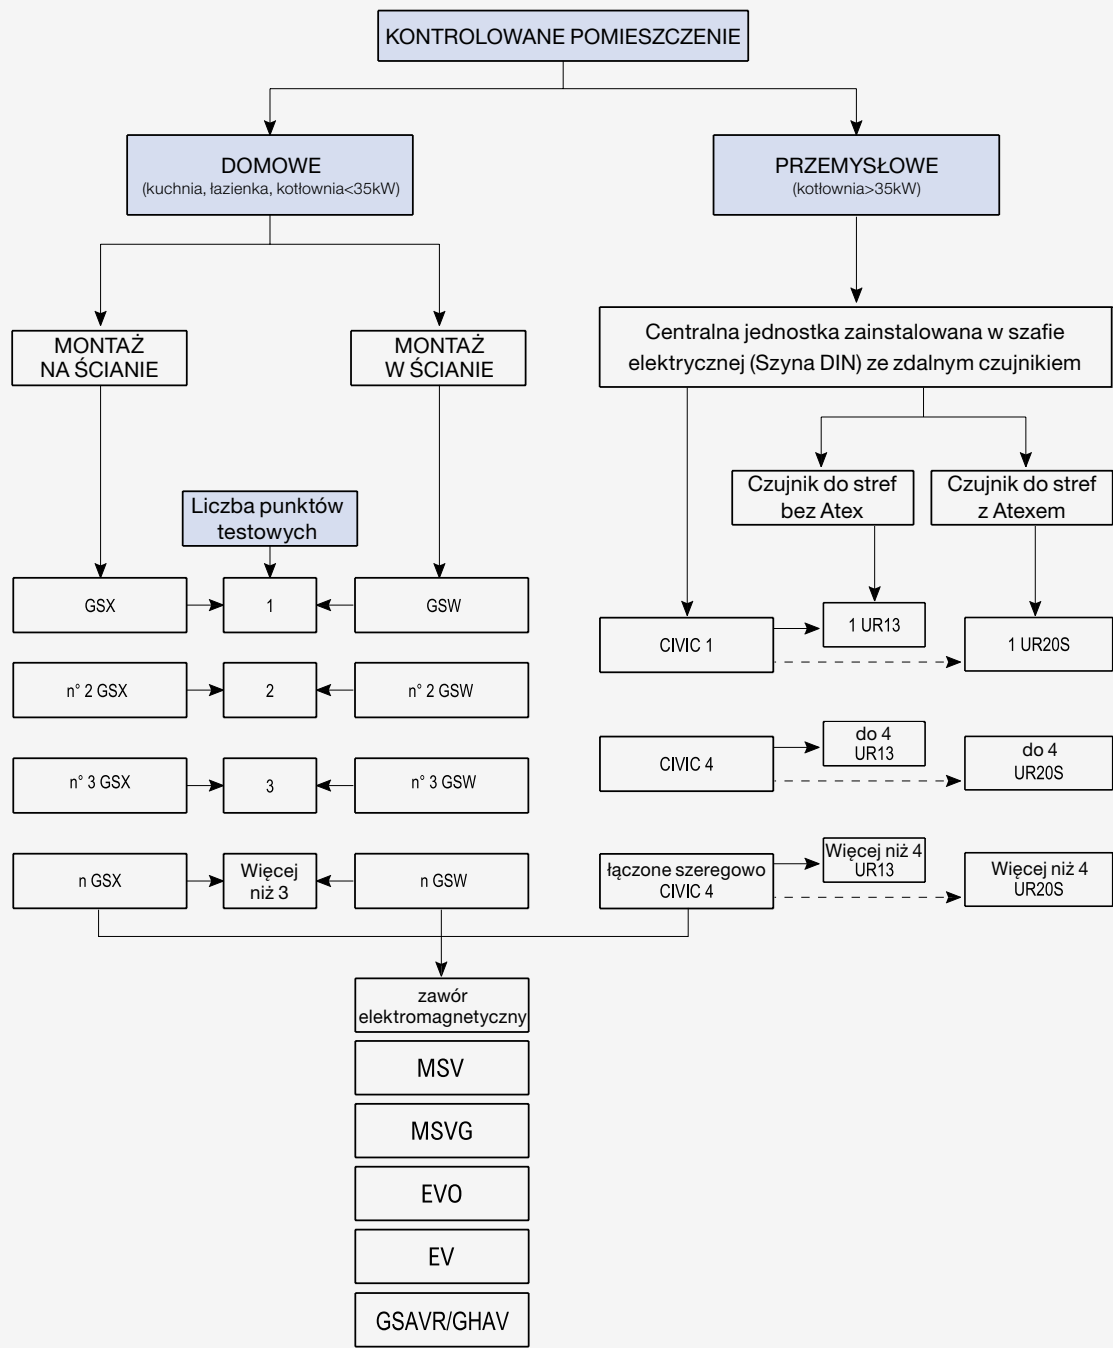 KONTROLOWANE POMIESZCZENIE
DOMOWE
(kuchnia, łazienka, kotłownia<35kW)
PRZEMYSŁOWE
(kotłownia>35kW)
MONTAŻ
NA ŚCIANIE
MONTAŻ
W ŚCIANIE
Centralna jednostka zainstalowana w szafie
elektrycznej (Szyna DIN) ze zdalnym czujnikiem
Liczba punktów
testowych
Czujnik do stref
bez Atex
Czujnik do stref
z Atexem
GSX
1
GSW
CIVIC 1
1 UR13
1 UR20S
n° 2 GSX
2
n° 2 GSW
n° 3 GSX
3
n° 3 GSW
CIVIC 4
do 4
UR13
do 4
UR20S
n GSX
Więcej
niż 3
n GSW
łączone szeregowo
CIVIC 4
Więcej niż 4
UR13
Więcej niż 4
UR20S
zawór
elektromagnetyczny
MSV
MSVG
EVO
EV
GSAVR/GHAV